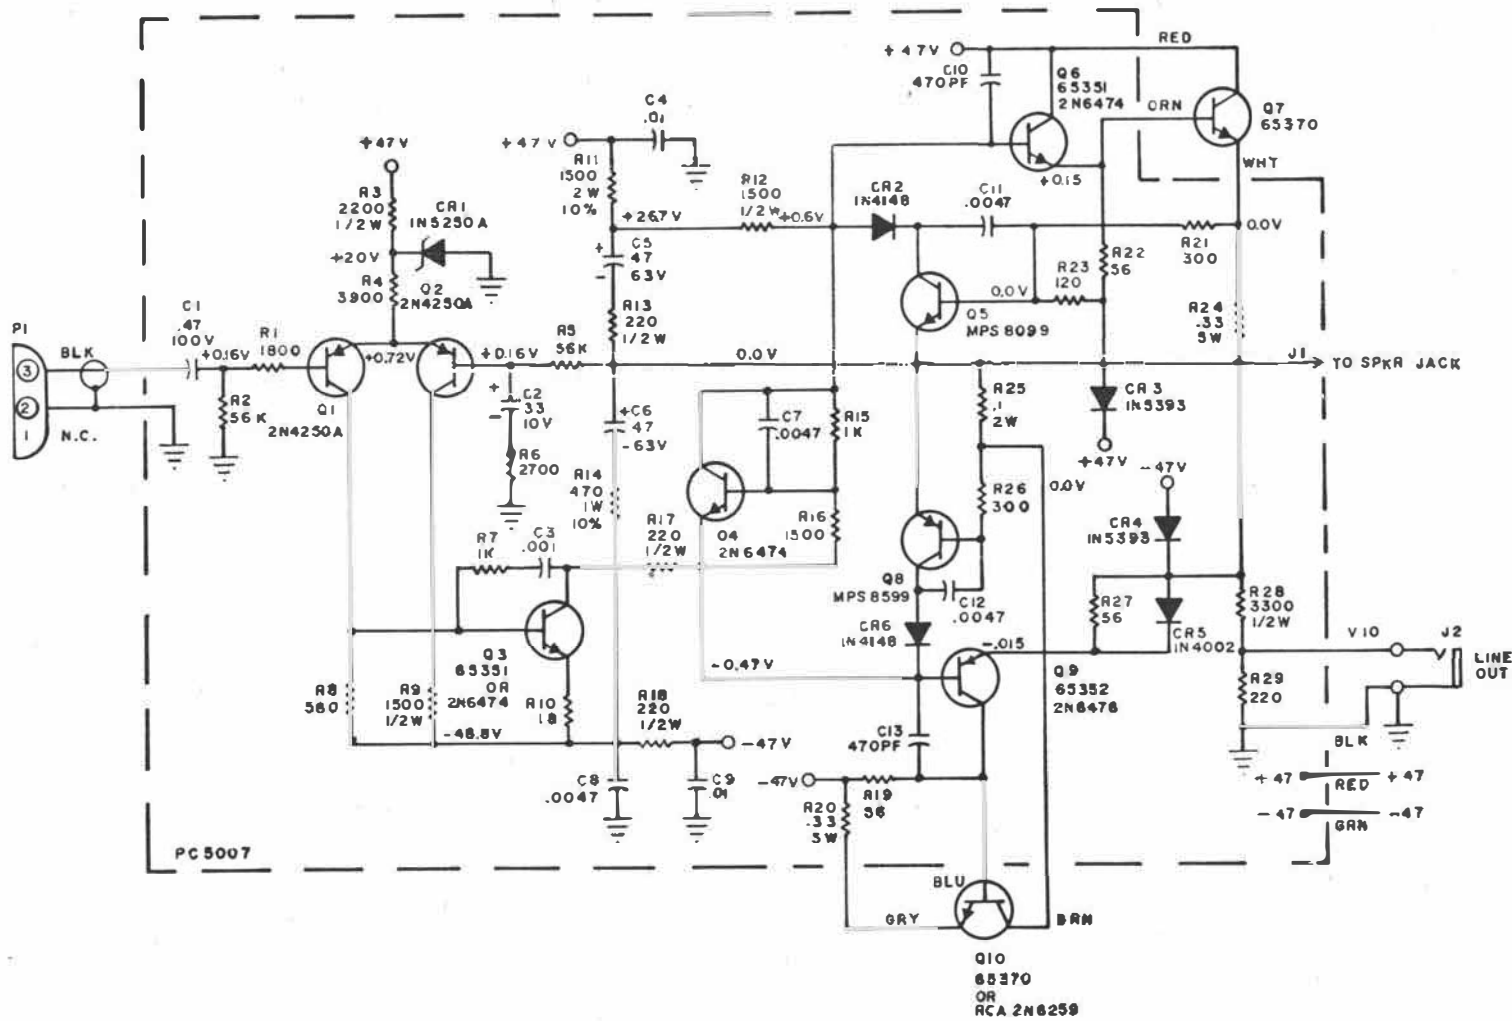 +47V
RED
C10
470PF
Q6
65351
2N6474
ORN
Q7
65370
WHT
+0.15
C4
.01
+47V
+47V
R11
1500
2W
10%
R12
1500
1/2W
+26.7V
+0.6V
CR2
1N4148
C11
.0047
R21
300
0.0V
R3
2200
1/2W
CR1
1N5250A
+20V
R4
3900
Q2
2N4250A
+
C5
47
63V
-
R13
220
1/2W
R22
56
R23
120
0.0V
Q5
MPS8099
R24
.33
5W
P1
3
2
1
BLK
N.C.
C1
.47
100V
+0.16V
R1
1800
+0.72V
+0.16V
R5
56K
0.0V
J1
TO SPKR JACK
R2
56K
Q1
2N4250A
+
C2
33
10V
-
R6
2700
+
C6
47
-63V
C7
.0047
R15
1K
R25
.1
2W
CR3
1N5393
+47V
-47V
0.0V
R14
470
1W
10%
R17
220
1/2W
Q4
2N6474
R16
1500
R26
300
CR4
1N5393
R7
1K
C3
.001
Q8
MPS8599
C12
.0047
R27
56
CR5
1N4002
R28
3300
1/2W
CR6
1N4148
Q3
65351
OR
2N6474
-0.47V
-.015
VIO
J2
LINE
OUT
R8
560
R9
1500
1/2W
R10
18
R18
220
1/2W
Q9
65352
2N6476
R29
220
-46.8V
-47V
C13
470PF
BLK
C8
.0047
C9
.01
-47V
R20
.33
5W
R19
56
+47
RED
+47
-47
GRN
-47
PC5007
BLU
GRY
BRN
Q10
65370
OR
RCA 2N6259